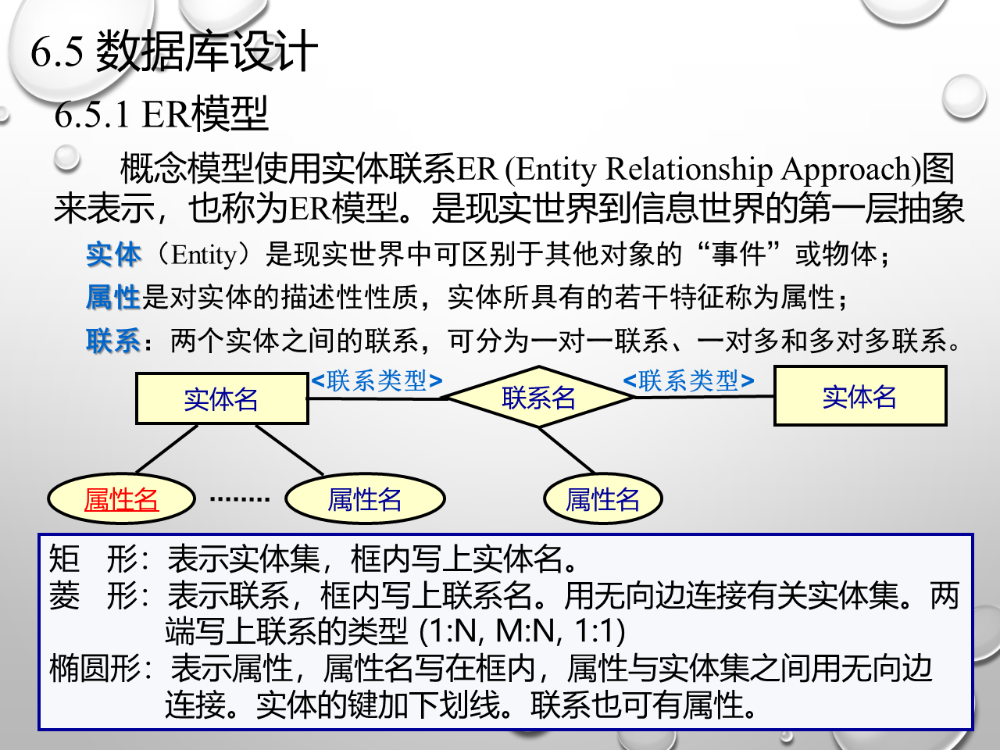 6.5 数据库设计
6.5.1 ER模型
概念模型使用实体联系ER (Entity Relationship Approach)图
来表示，也称为ER模型。是现实世界到信息世界的第一层抽象
实体（Entity）是现实世界中可区别于其他对象的“事件”或物体；
属性是对实体的描述性性质，实体所具有的若干特征称为属性；
联系：两个实体之间的联系，可分为一对一联系、一对多和多对多联系。
实体名 <联系类型> 联系名 <联系类型> 实体名
属性名 ........ 属性名 属性名
矩 形：表示实体集，框内写上实体名。
菱 形：表示联系，框内写上联系名。用无向边连接有关实体集。两
端写上联系的类型 (1:N, M:N, 1:1)
椭圆形：表示属性，属性名写在框内，属性与实体集之间用无向边
连接。实体的键加下划线。联系也可有属性。